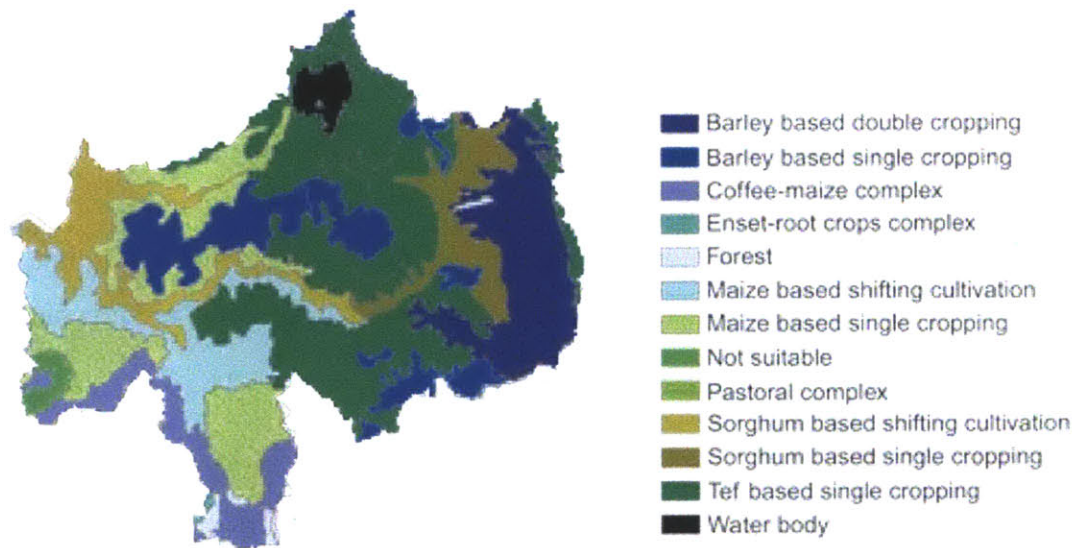 Barley based double cropping
Barley based single cropping
Coffee-maize complex
Enset-root crops complex
Forest
Maize based shifting cultivation
Maize based single cropping
Not suitable
Pastoral complex
Sorghum based shifting cultivation
Sorghum based single cropping
Tef based single cropping
Water body